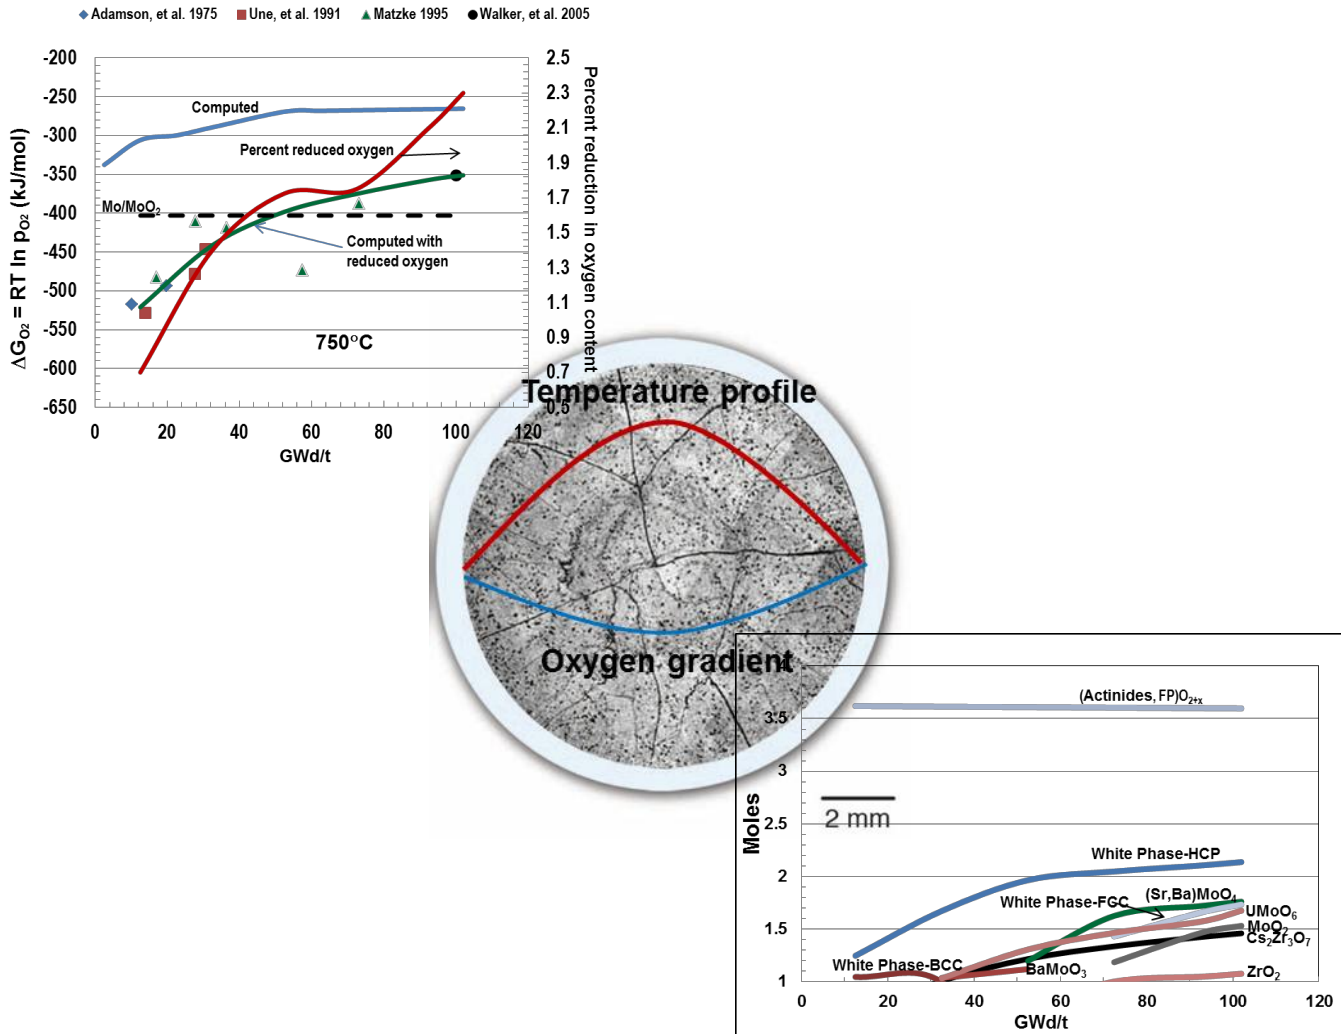 Adamson, et al. 1975 Une, et al. 1991 Matzke 1995 Walker, et al. 2005
-200
-250
-300
-350
-400
-450
-500
-550
-600
-650
ΔG_O₂ = RT ln p_O₂ (kJ/mol)
Computed
Percent reduced oxygen
Mo/MoO₂
Computed with
reduced oxygen
750°C
2.5
2.3
2.1
1.9
1.7
1.5
1.3
1.1
0.9
0.7
0.5
Percent reduction in oxygen content
0 20 40 60 80 100 120
GWd/t
Temperature profile
Oxygen gradient
4
3.5
3
2.5
2
1.5
1
Moles
(Actinides, FP)O₂₊ₓ
2 mm
White Phase-HCP
White Phase-FCC
(Sr,Ba)MoO₄
UMoO₆
MoO₂
Cs₂Zr₃O₇
White Phase-BCC
BaMoO₃
ZrO₂
0 20 40 60 80 100 120
GWd/t